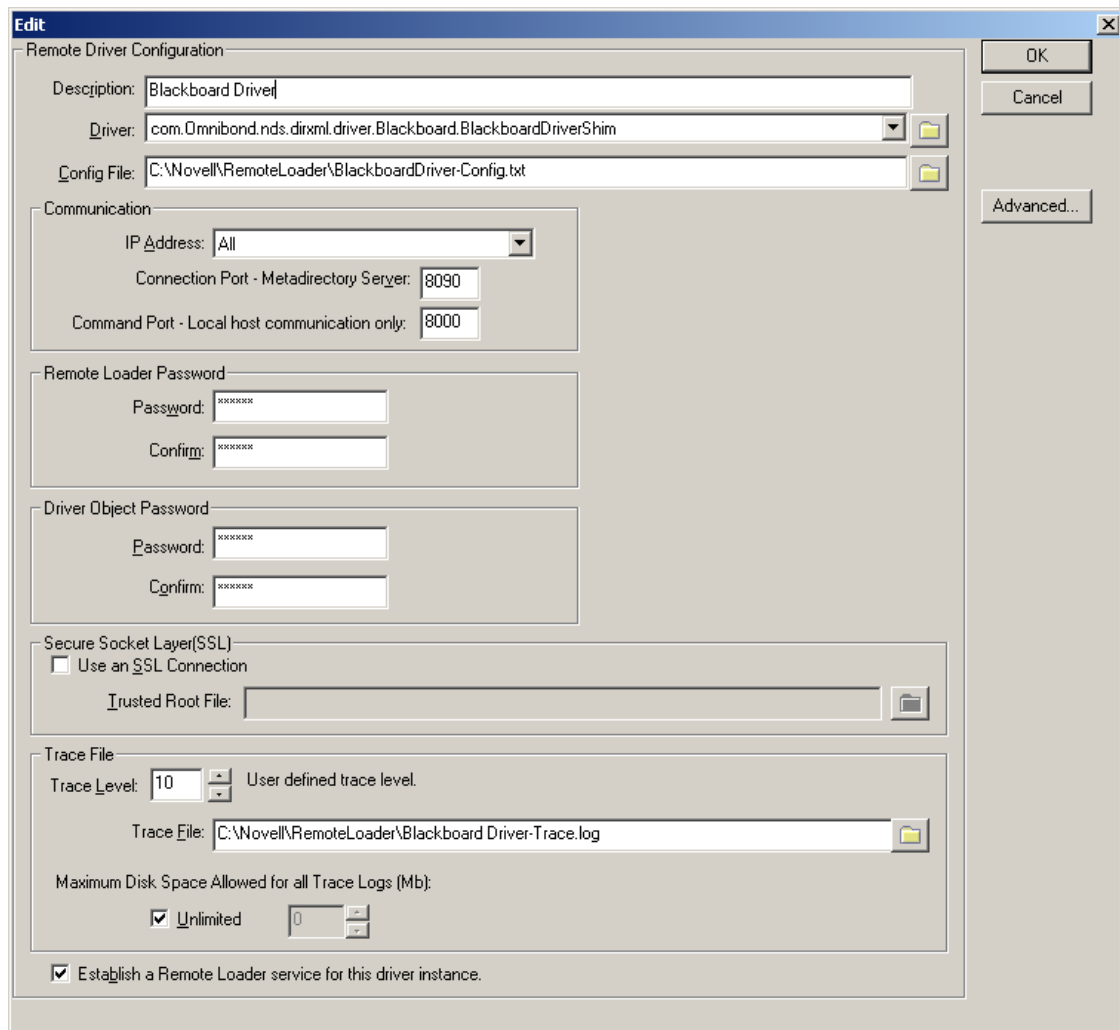 Edit
Remote Driver Configuration
OK
Description: Blackboard Driver
Cancel
Driver: com.Omnibond.nds.dirxml.driver.Blackboard.BlackboardDriverShim
Config File: C:\Novell\RemoteLoader\BlackboardDriver-Config.txt
Advanced...
Communication
IP Address: All
Connection Port - Metadirectory Server: 8090
Command Port - Local host communication only: 8000
Remote Loader Password
Password: ******
Confirm: ******
Driver Object Password
Password: ******
Confirm: ******
Secure Socket Layer(SSL)
Use an SSL Connection
Trusted Root File:
Trace File
Trace Level: 10 User defined trace level.
Trace File: C:\Novell\RemoteLoader\Blackboard Driver-Trace.log
Maximum Disk Space Allowed for all Trace Logs (Mb):
Unlimited 0
Establish a Remote Loader service for this driver instance.